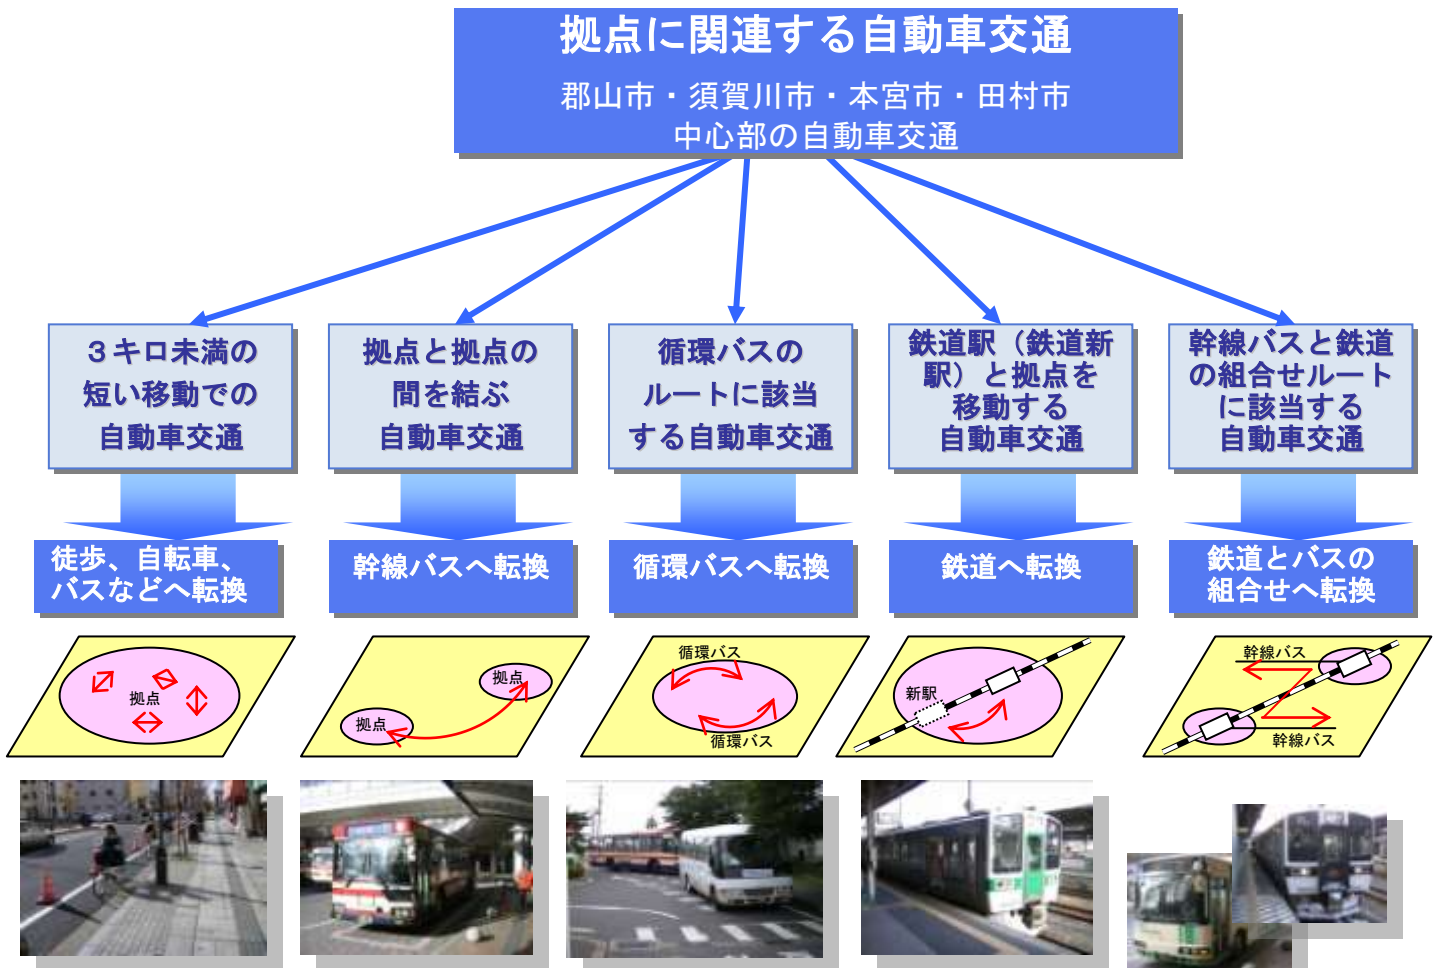 拠点に関連する自動車交通
郡山市・須賀川市・本宮市・田村市
中心部の自動車交通
３キロ未満の
短い移動での
自動車交通
拠点と拠点の
間を結ぶ
自動車交通
循環バスの
ルートに該当
する自動車交通
鉄道駅（鉄道新
駅）と拠点を
移動する
自動車交通
幹線バスと鉄道
の組合せルート
に該当する
自動車交通
徒歩、自転車、
バスなどへ転換
幹線バスへ転換
循環バスへ転換
鉄道へ転換
鉄道とバスの
組合せへ転換
拠点
拠点
拠点
循環バス
循環バス
新駅
幹線バス
幹線バス